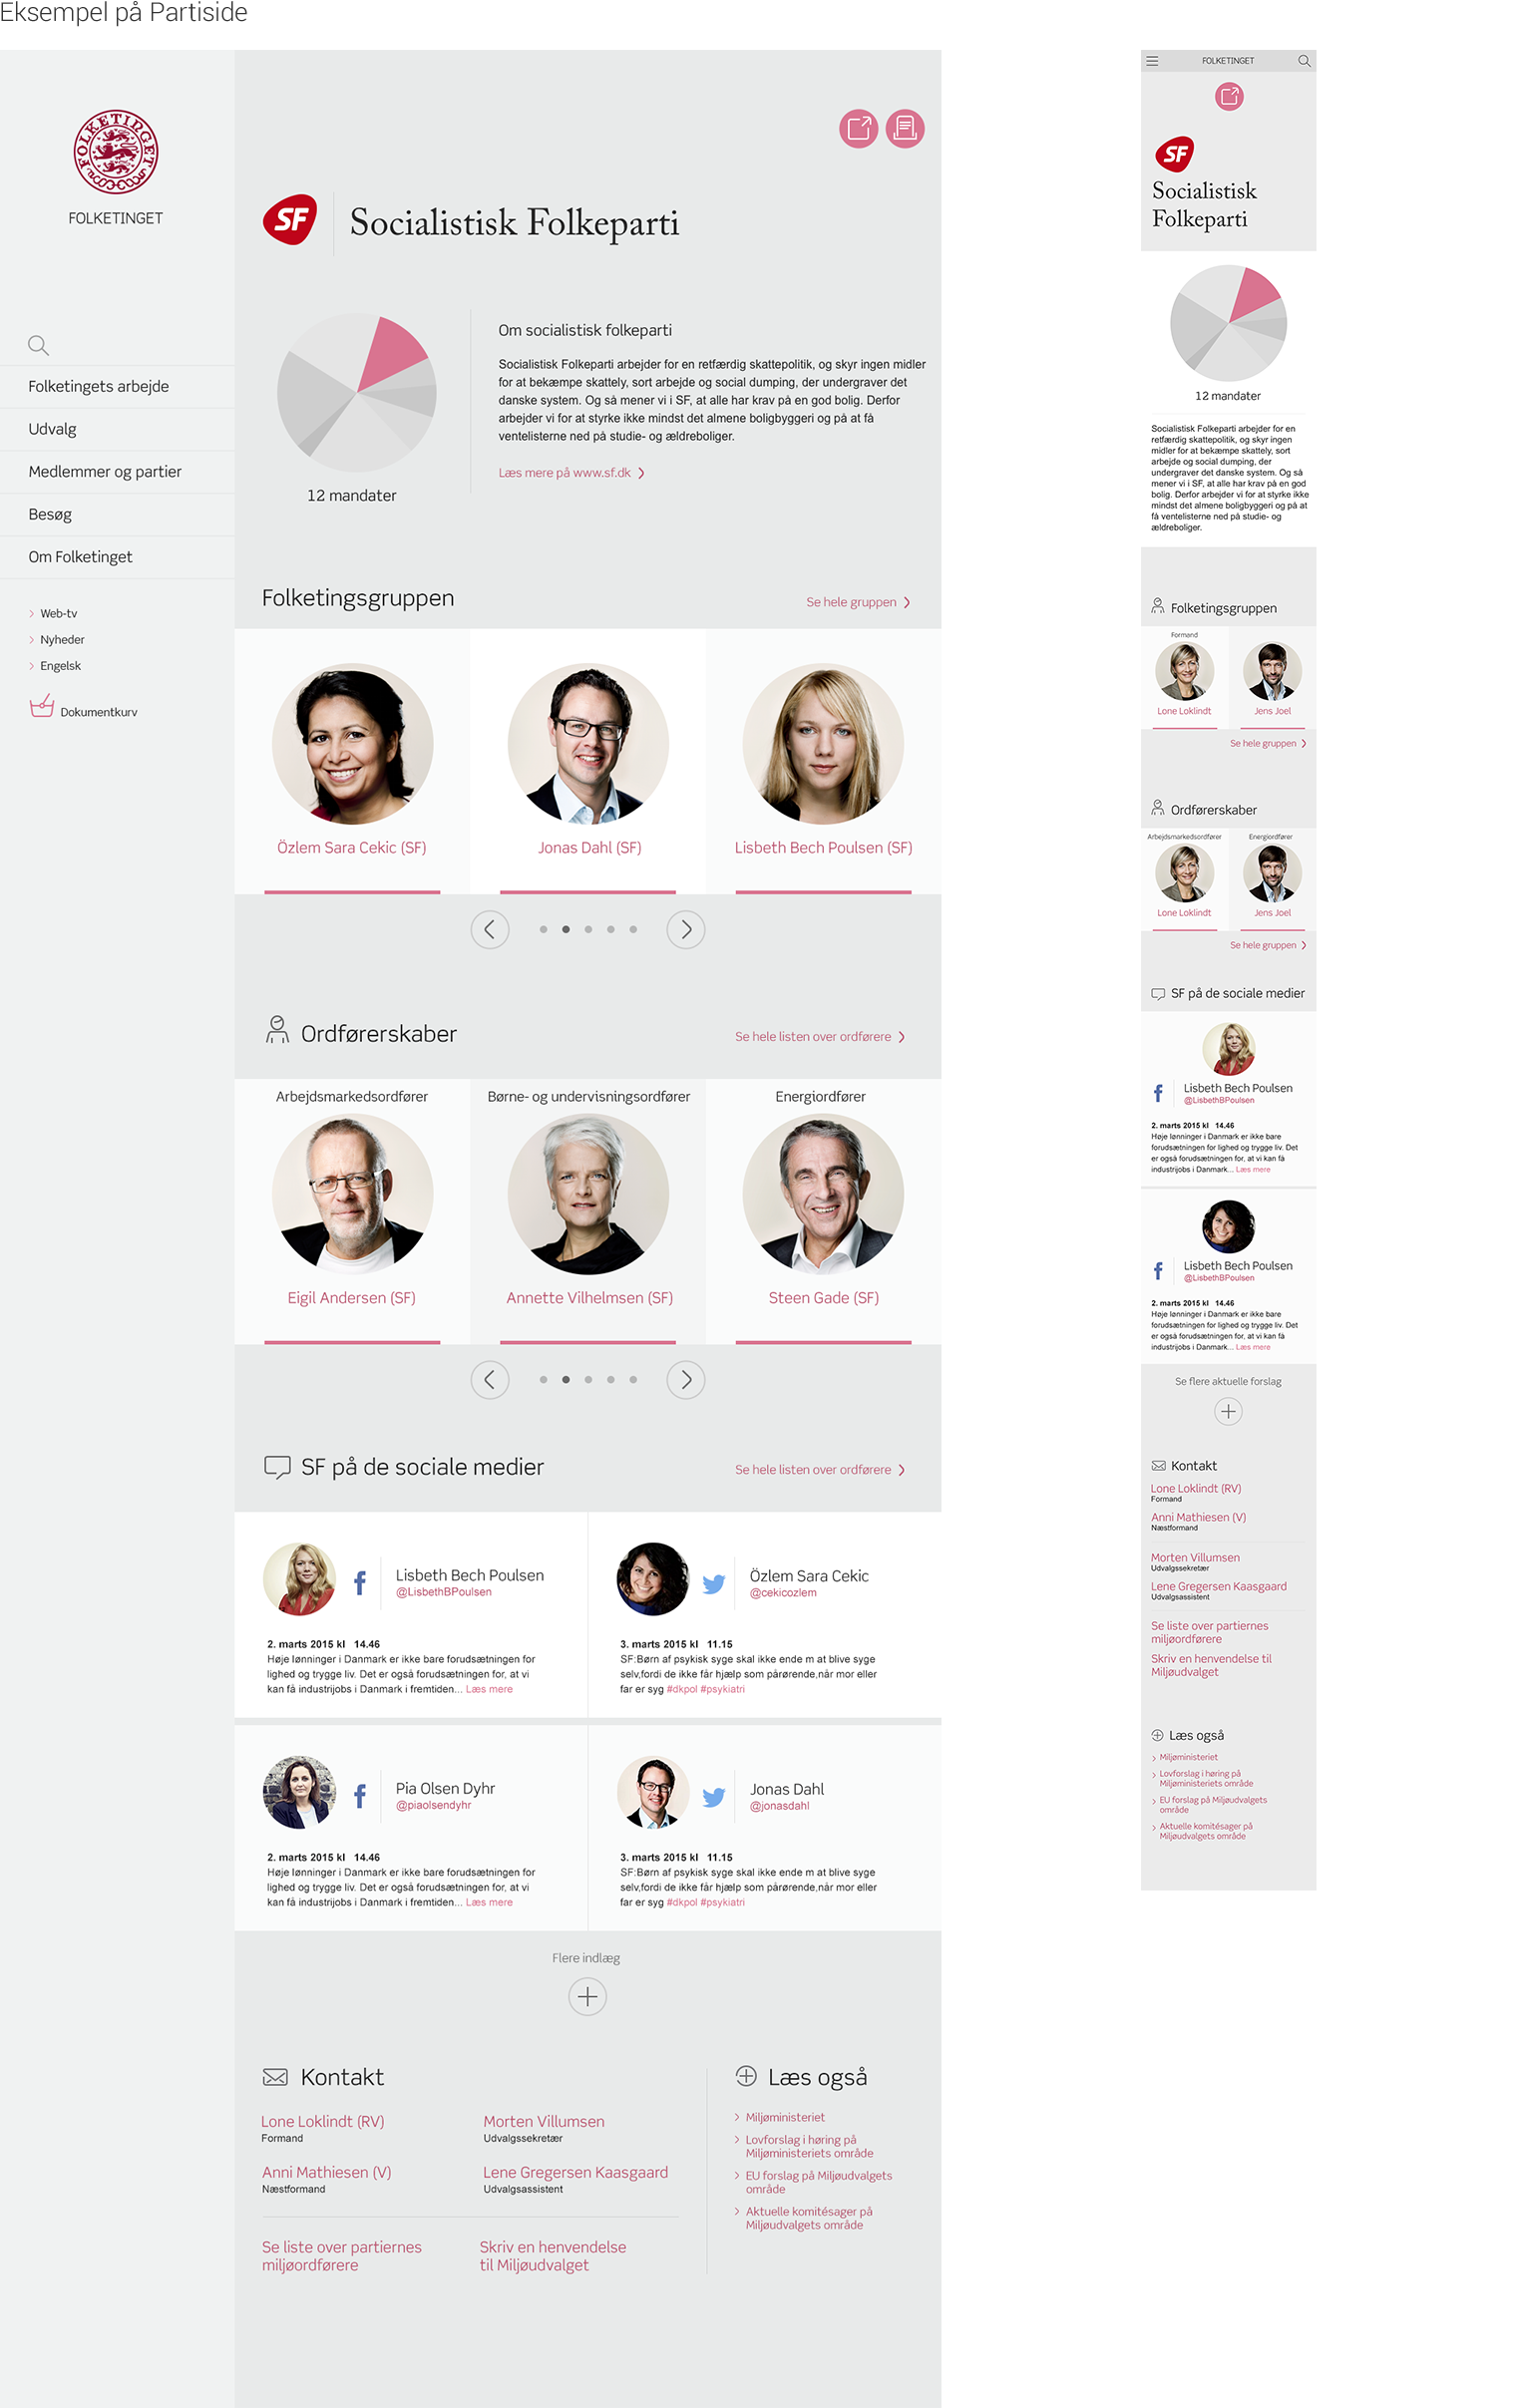 Eksempel på Partiside
FOLKETINGET
FOLKETINGET
Folketingets arbejde
Udvalg
Medlemmer og partier
Besøg
Om Folketinget
Web-tv
Nyheder
Engelsk
Dokumentkurv
SF
Socialistisk Folkeparti
12 mandater
Om socialistisk folkeparti
Socialistisk Folkeparti arbejder for en retfærdig skattepolitik, og skyr ingen midler
for at bekæmpe skattely, sort arbejde og social dumping, der undergraver det
danske system. Og så mener vi i SF, at alle har krav på en god bolig. Derfor
arbejder vi for at styrke ikke mindst det almene boligbyggeri og på at få
ventelisterne ned på studie- og ældreboliger.
Læs mere på www.sf.dk
Folketingsgruppen
Se hele gruppen
Özlem Sara Cekic (SF)
Jonas Dahl (SF)
Lisbeth Bech Poulsen (SF)
Ordførerskaber
Se hele listen over ordførere
Arbejdsmarkedsordfører
Børne- og undervisningsordfører
Energiordfører
Eigil Andersen (SF)
Annette Vilhelmsen (SF)
Steen Gade (SF)
SF på de sociale medier
Se hele listen over ordførere
Lisbeth Bech Poulsen
@LisbethBPoulsen
2. marts 2015 kl 14.46
Høje lønninger i Danmark er ikke bare forudsætningen for
lighed og trygge liv. Det er også forudsætningen for, at vi
kan få industrijobs i Danmark i fremtiden... Læs mere
Özlem Sara Cekic
@cekicozlem
3. marts 2015 kl 11.15
SF:Børn af psykisk syge skal ikke ende m at blive syge
selv,fordi de ikke får hjælp som pårørende,når mor eller
far er syg #dkpol #psykiatri
Pia Olsen Dyhr
@piaolsendyhr
2. marts 2015 kl 14.46
Høje lønninger i Danmark er ikke bare forudsætningen for
lighed og trygge liv. Det er også forudsætningen for, at vi
kan få industrijobs i Danmark i fremtiden... Læs mere
Jonas Dahl
@jonasdahl
3. marts 2015 kl 11.15
SF:Børn af psykisk syge skal ikke ende m at blive syge
selv,fordi de ikke får hjælp som pårørende,når mor eller
far er syg #dkpol #psykiatri
Flere indlæg
Kontakt
Lone Loklindt (RV)
Formand
Anni Mathiesen (V)
Næstformand
Morten Villumsen
Udvalgssekretær
Lene Gregersen Kaasgaard
Udvalgsassistent
Se liste over partiernes
miljøordførere
Skriv en henvendelse
til Miljøudvalget
Læs også
Miljøministeriet
Lovforslag i høring på
Miljøministeriets område
EU forslag på Miljøudvalgets
område
Aktuelle komitésager på
Miljøudvalgets område
FOLKETINGET
SF
Socialistisk
Folkeparti
12 mandater
Socialistisk Folkeparti arbejder for en
retfærdig skattepolitik, og skyr ingen
midler for at bekæmpe skattely, sort
arbejde og social dumping, der
undergraver det danske system. Og så
mener vi i SF, at alle har krav på en god
bolig. Derfor arbejder vi for at styrke ikke
mindst det almene boligbyggeri og på at
få ventelisterne ned på studie- og
ældreboliger.
Folketingsgruppen
Formand
Lone Loklindt
Jens Joel
Se hele gruppen
Ordførerskaber
Arbejdsmarkedsordfører
Energiordfører
Lone Loklindt
Jens Joel
Se hele gruppen
SF på de sociale medier
Lisbeth Bech Poulsen
@LisbethBPoulsen
2. marts 2015 kl 14.46
Høje lønninger i Danmark er ikke bare
forudsætningen for lighed og trygge liv. Det
er også forudsætningen for, at vi kan få
industrijobs i Danmark... Læs mere
Lisbeth Bech Poulsen
@LisbethBPoulsen
2. marts 2015 kl 14.46
Høje lønninger i Danmark er ikke bare
forudsætningen for lighed og trygge liv. Det
er også forudsætningen for, at vi kan få
industrijobs i Danmark... Læs mere
Se flere aktuelle forslag
Kontakt
Lone Loklindt (RV)
Formand
Anni Mathiesen (V)
Næstformand
Morten Villumsen
Udvalgssekretær
Lene Gregersen Kaasgaard
Udvalgsassistent
Se liste over partiernes
miljøordførere
Skriv en henvendelse til
Miljøudvalget
Læs også
Miljøministeriet
Lovforslag i høring på
Miljøministeriets område
EU forslag på Miljøudvalgets
område
Aktuelle komitésager på
Miljøudvalgets område